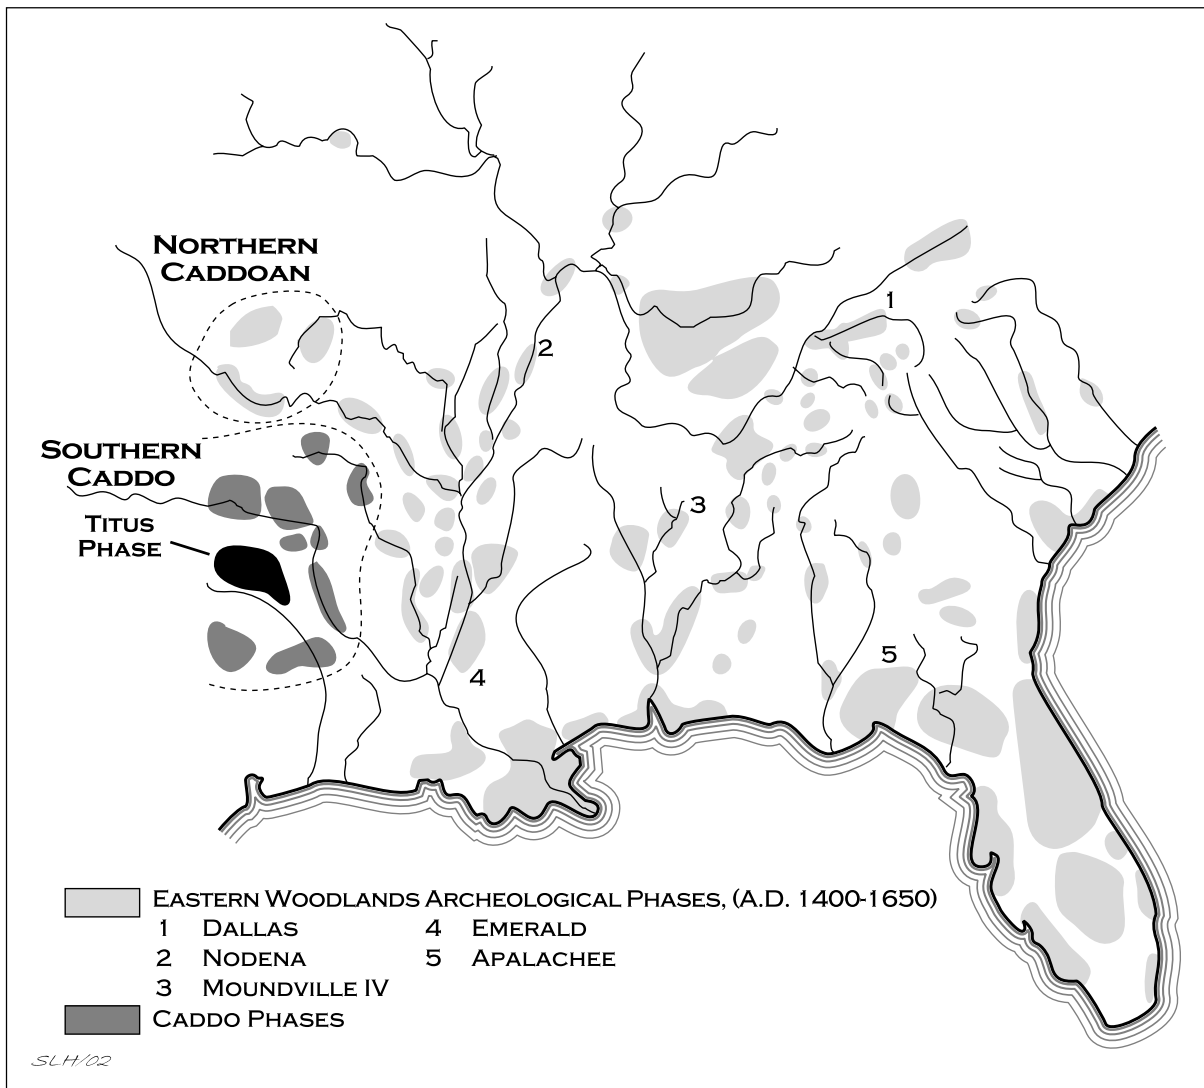 NORTHERN
CADDOAN
1
2
SOUTHERN
CADDO
TITUS
PHASE
3
4
5
EASTERN WOODLANDS ARCHEOLOGICAL PHASES, (A.D. 1400-1650)
1 DALLAS 4 EMERALD
2 NODENA 5 APALACHEE
3 MOUNDVILLE IV
CADDO PHASES
SLH/02